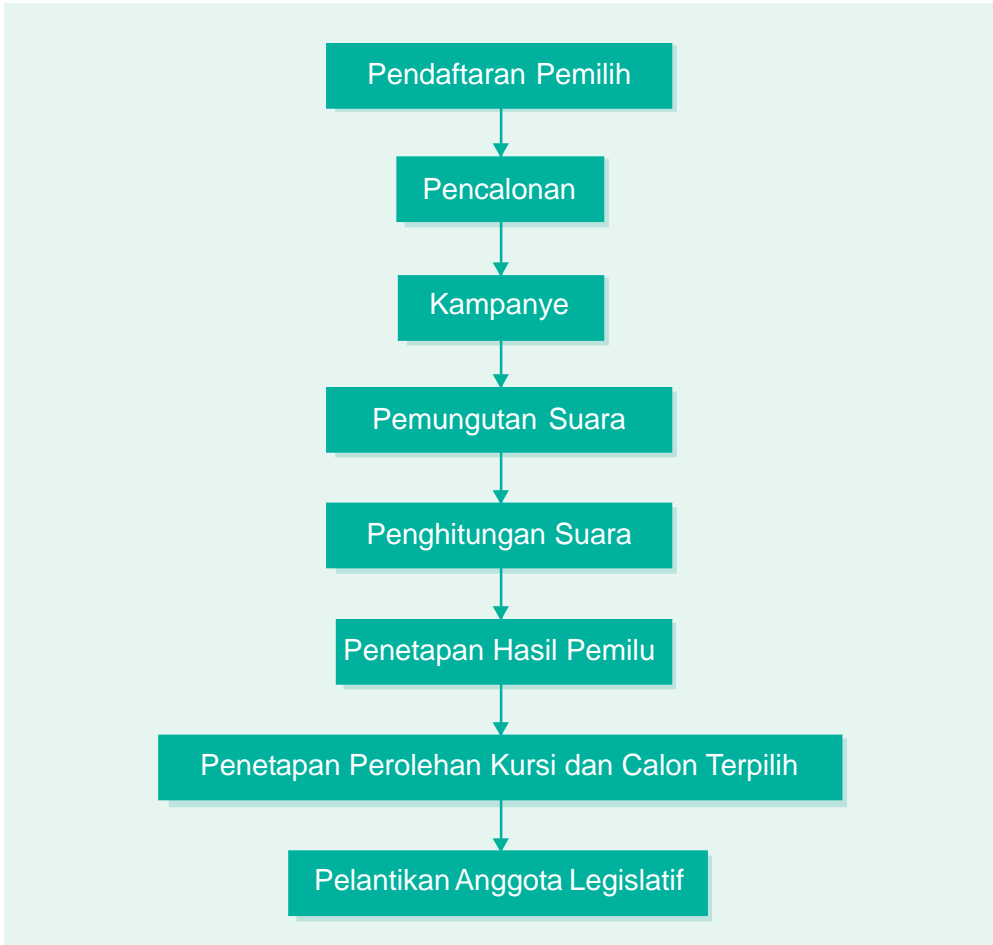 Pendaftaran Pemilih
Pencalonan
Kampanye
Pemungutan Suara
Penghitungan Suara
Penetapan Hasil Pemilu
Penetapan Perolehan Kursi dan Calon Terpilih
Pelantikan Anggota Legislatif